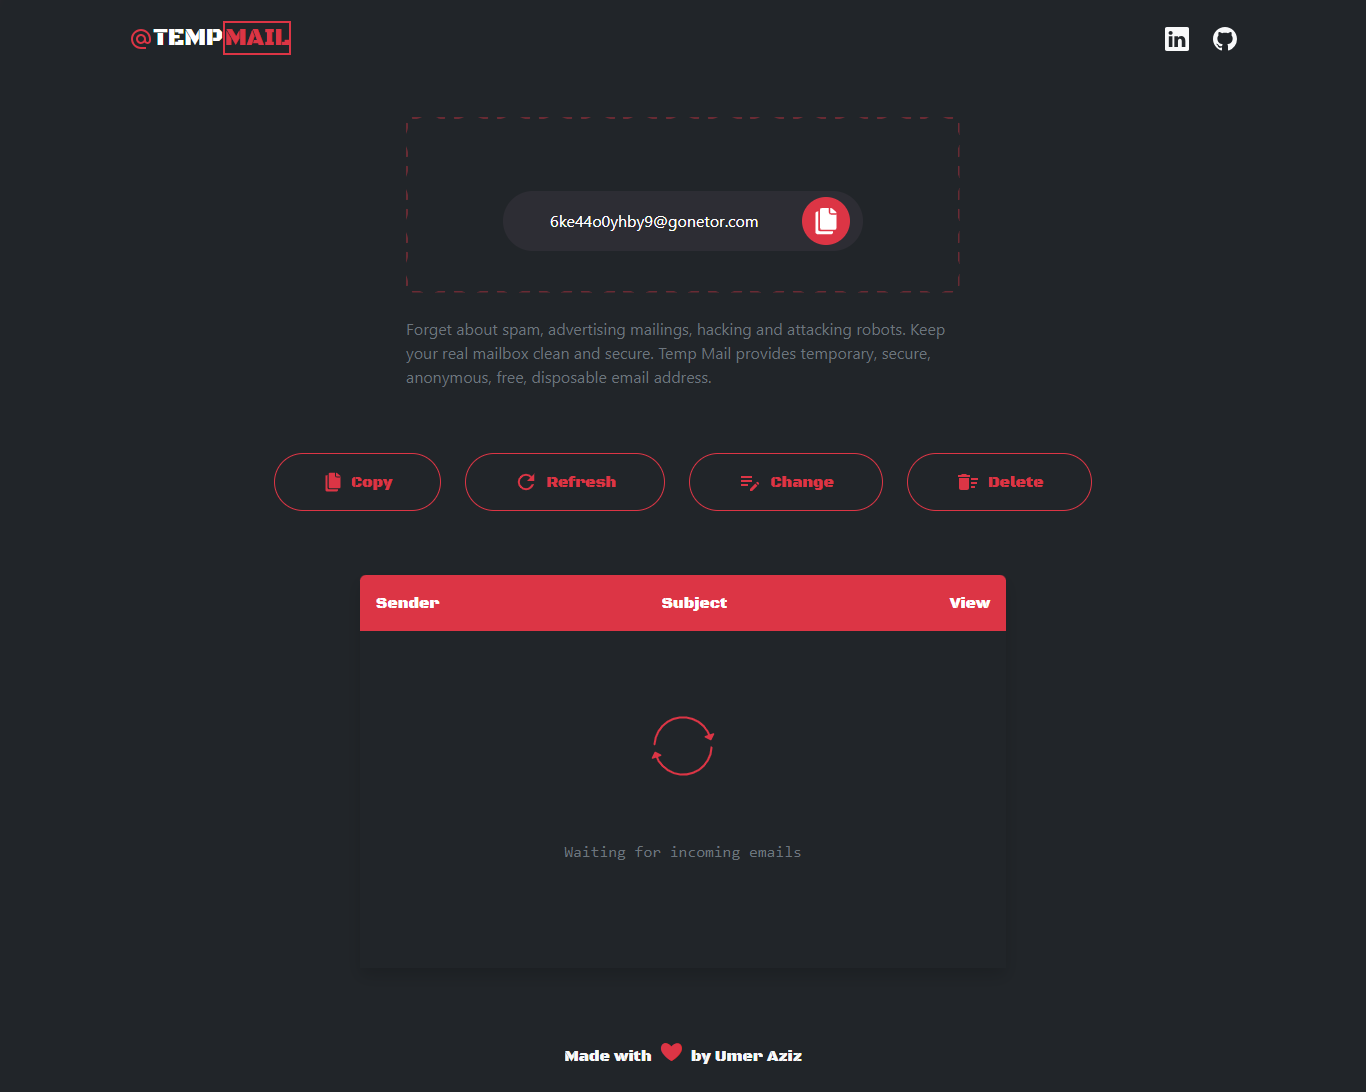 @TEMPMAIL
6ke44o0yhby9@gonetor.com
Forget about spam, advertising mailings, hacking and attacking robots. Keep
your real mailbox clean and secure. Temp Mail provides temporary, secure,
anonymous, free, disposable email address.
Copy Refresh Change Delete
Sender Subject View
Waiting for incoming emails
Made with ❤ by Umer Aziz